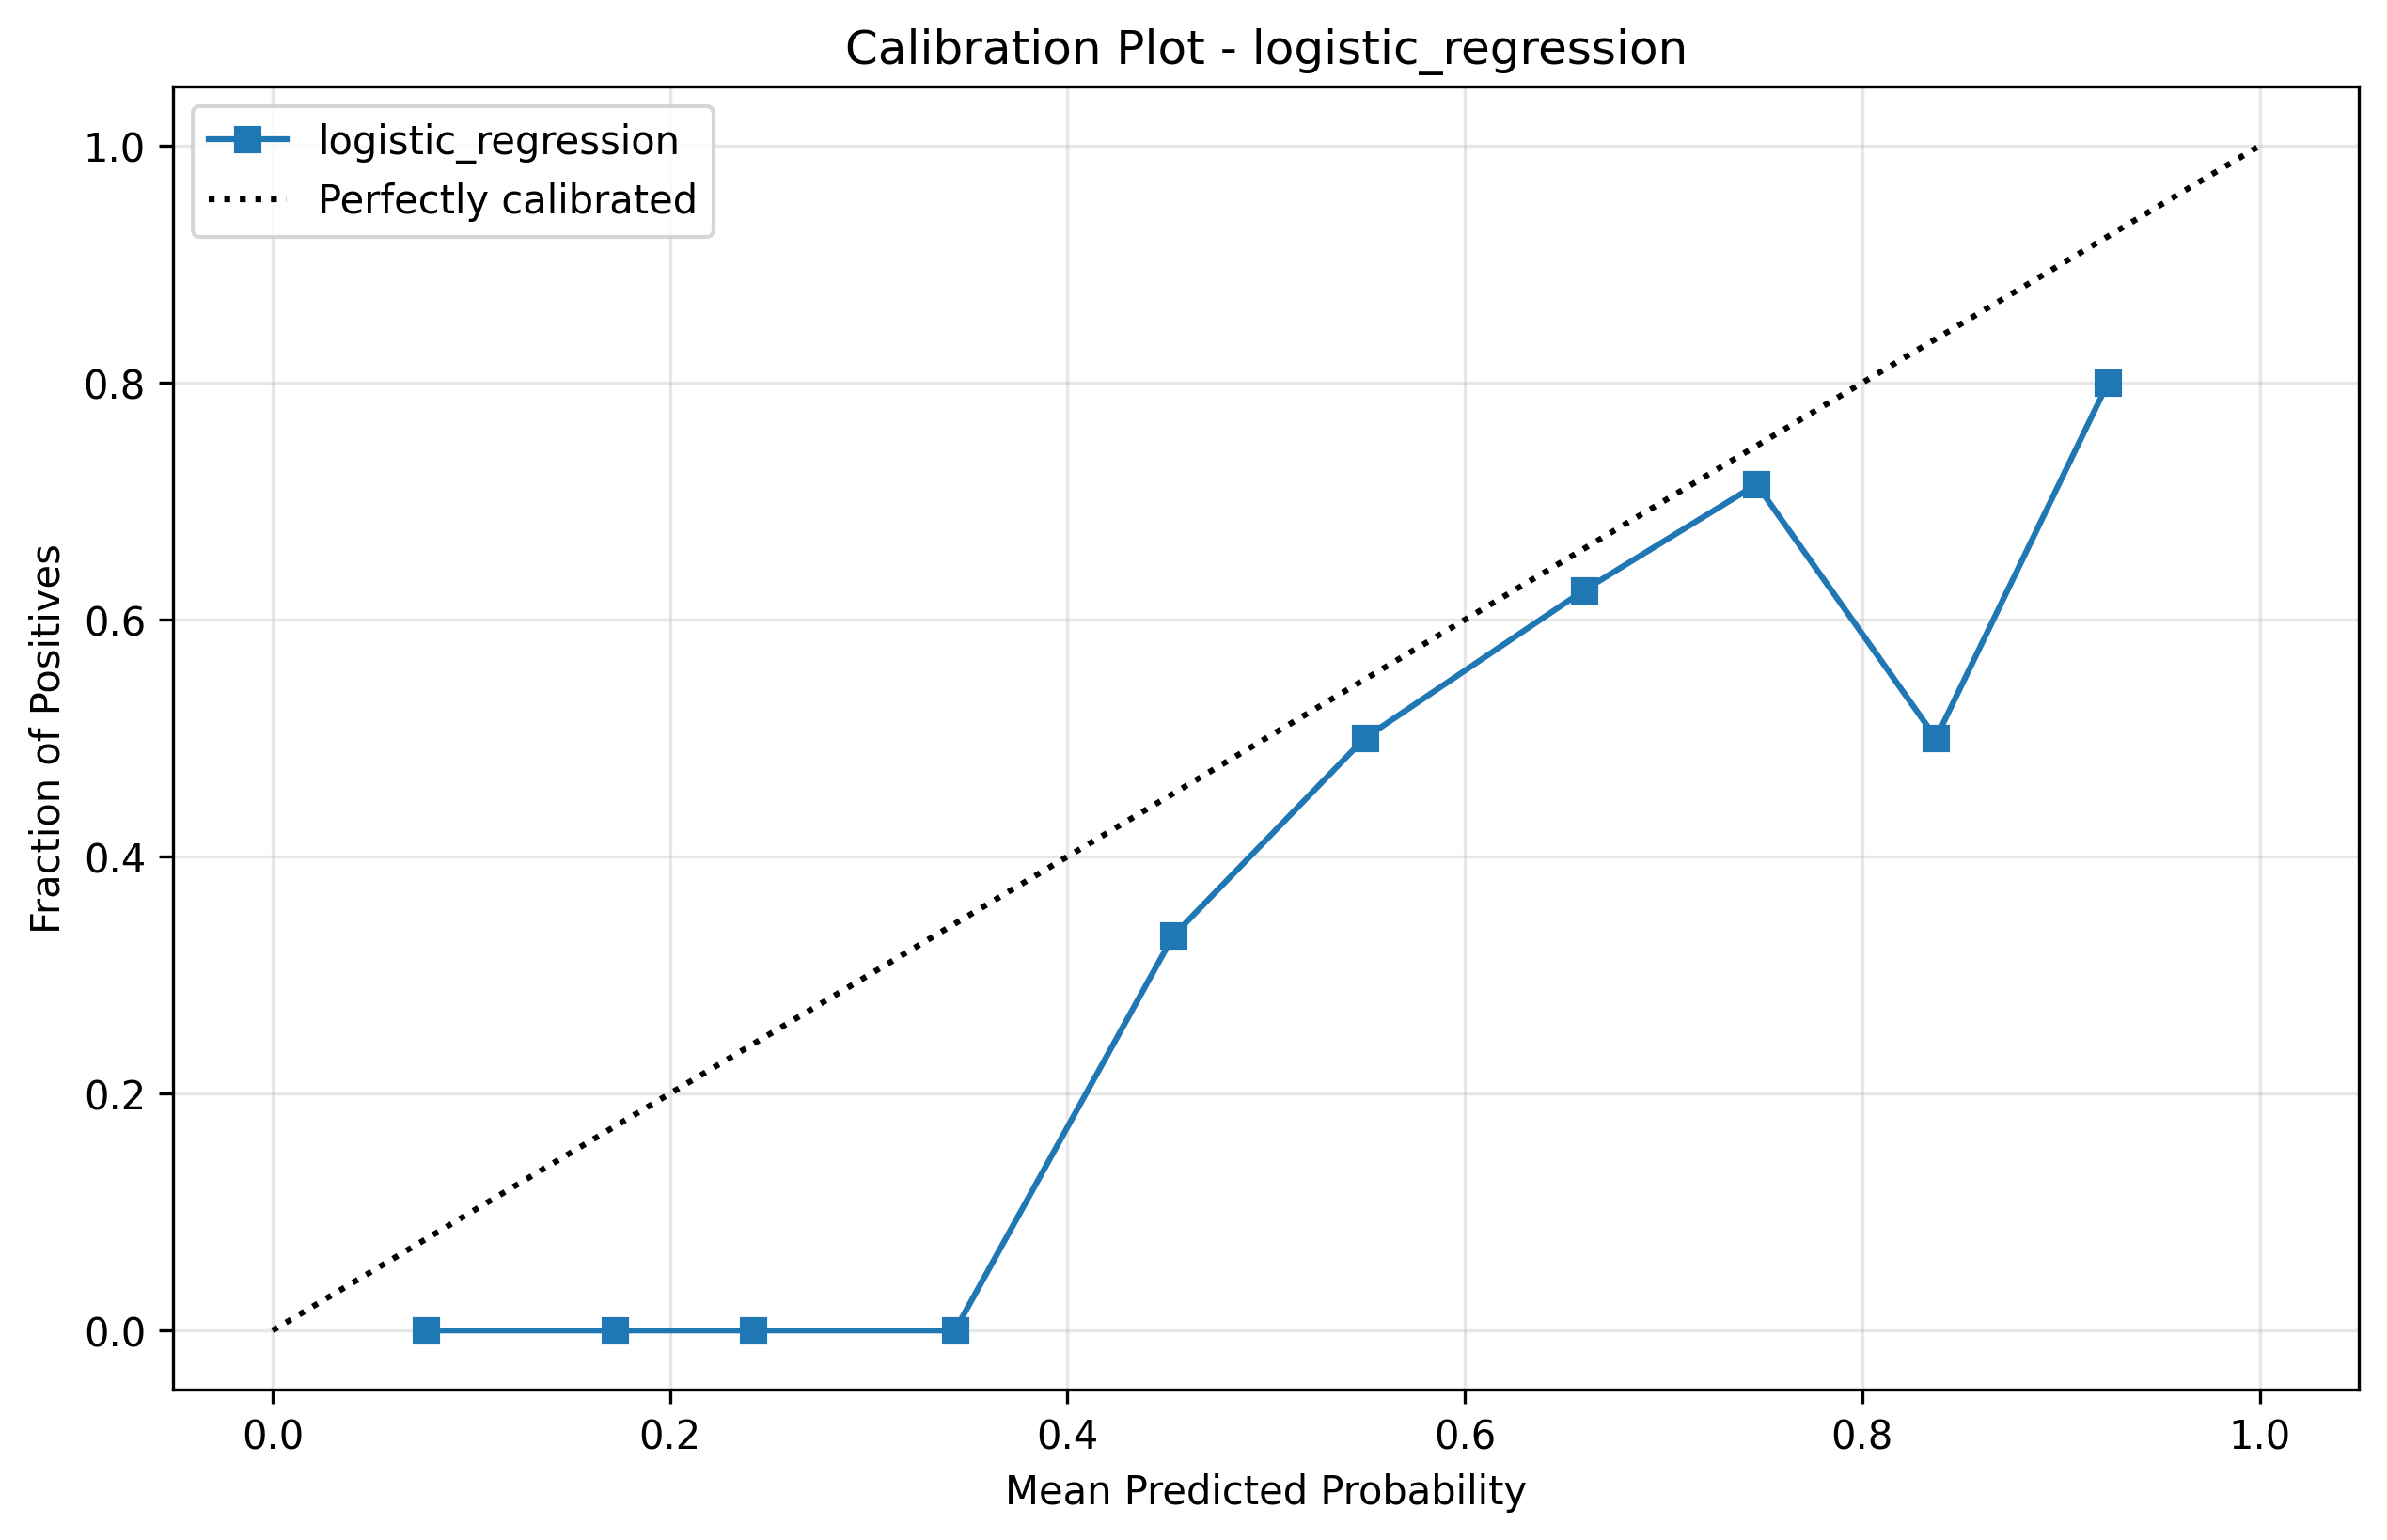 Calibration Plot - logistic_regression
logistic_regression
Perfectly calibrated
1.0
0.8
0.6
0.4
0.2
0.0
Fraction of Positives
0.0 0.2 0.4 0.6 0.8 1.0
Mean Predicted Probability